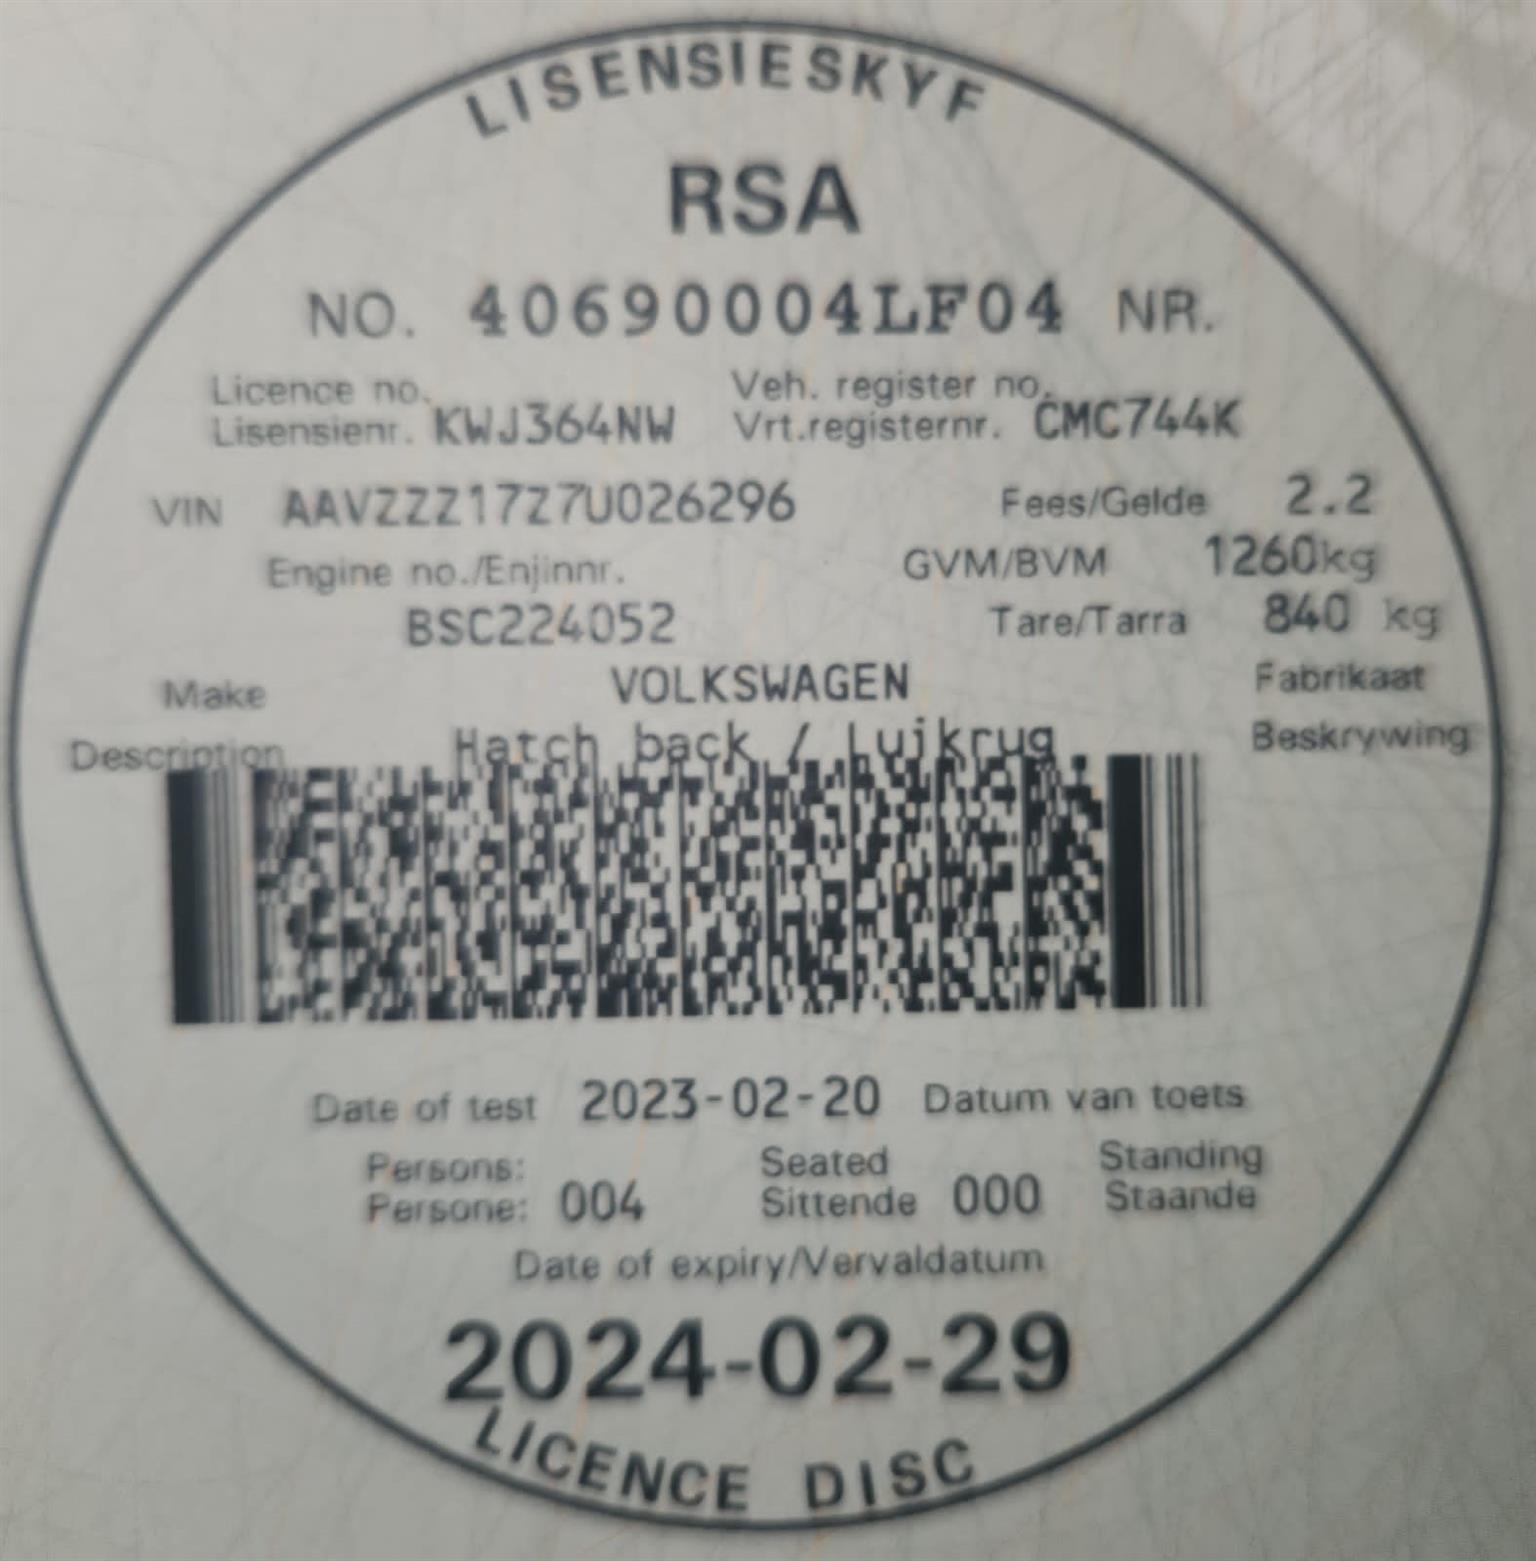 LISENSIESKYF
RSA
NO. 40690004LF04 NR.
Licence no. Veh. register no.
Lisensienr. KWJ364NW Vrt.registernr. CMC744K
VIN AAVZZZ17Z7U026296 Fees/Gelde 2.2
Engine no./Enjinnr. GVM/BVM 1260kg
BSC224052 Tare/Tarra 840 kg
Make VOLKSWAGEN Fabrikaat
Description Hatch back / Luikrug Beskrywing
Date of test 2023-02-20 Datum van toets
Persons: Seated Standing
Persone: 004 Sittende 000 Staande
Date of expiry/Vervaldatum
2024-02-29
LICENCE DISC